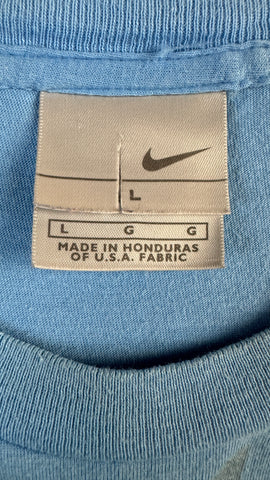 L
L G G
MADE IN HONDURAS
OF U.S.A. FABRIC